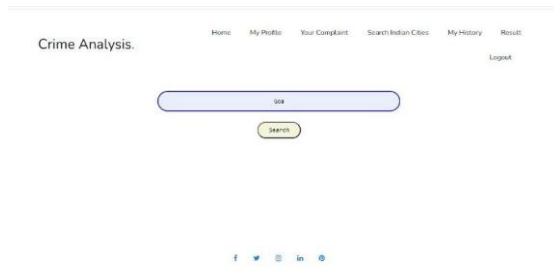 Crime Analysis.
Home My Profile Your Complaint Search Indian Cities My History Result
Logout
Goa
Search